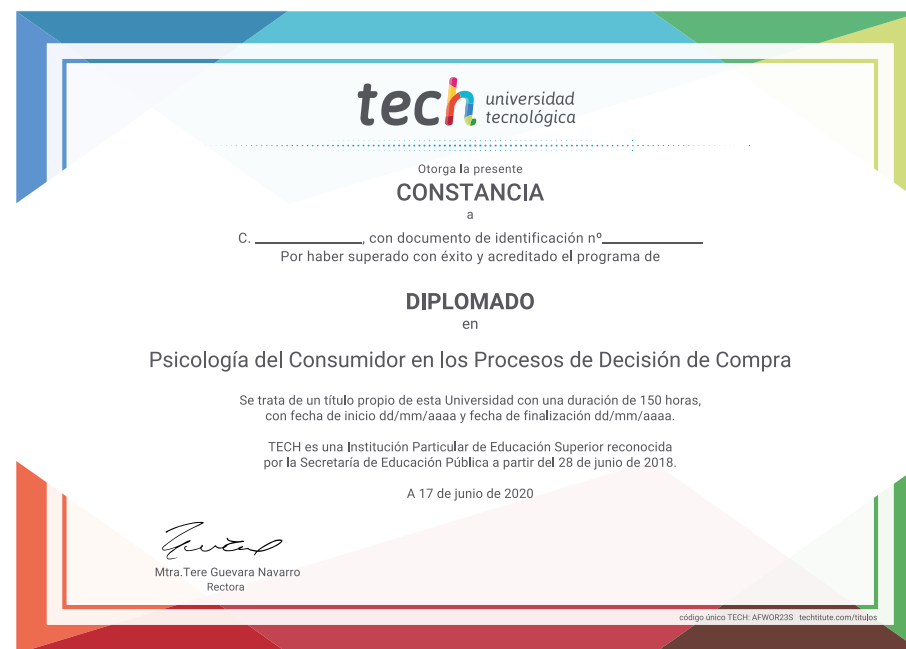 tech universidad
tecnológica
Otorga la presente
CONSTANCIA
a
C. ____________, con documento de identificación nº____________
Por haber superado con éxito y acreditado el programa de
DIPLOMADO
en
Psicología del Consumidor en los Procesos de Decisión de Compra
Se trata de un título propio de esta Universidad con una duración de 150 horas,
con fecha de inicio dd/mm/aaaa y fecha de finalización dd/mm/aaaa.
TECH es una Institución Particular de Educación Superior reconocida
por la Secretaría de Educación Pública a partir del 28 de junio de 2018.
A 17 de junio de 2020
Mtra.Tere Guevara Navarro
Rectora
código único TECH: AFWOR23S techtitute.com/titulos